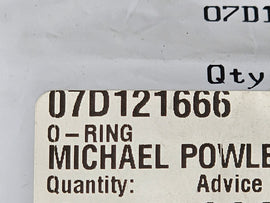 07D1
Qty
07D121666
O-RING
MICHAEL POWLE
Quantity: Advice